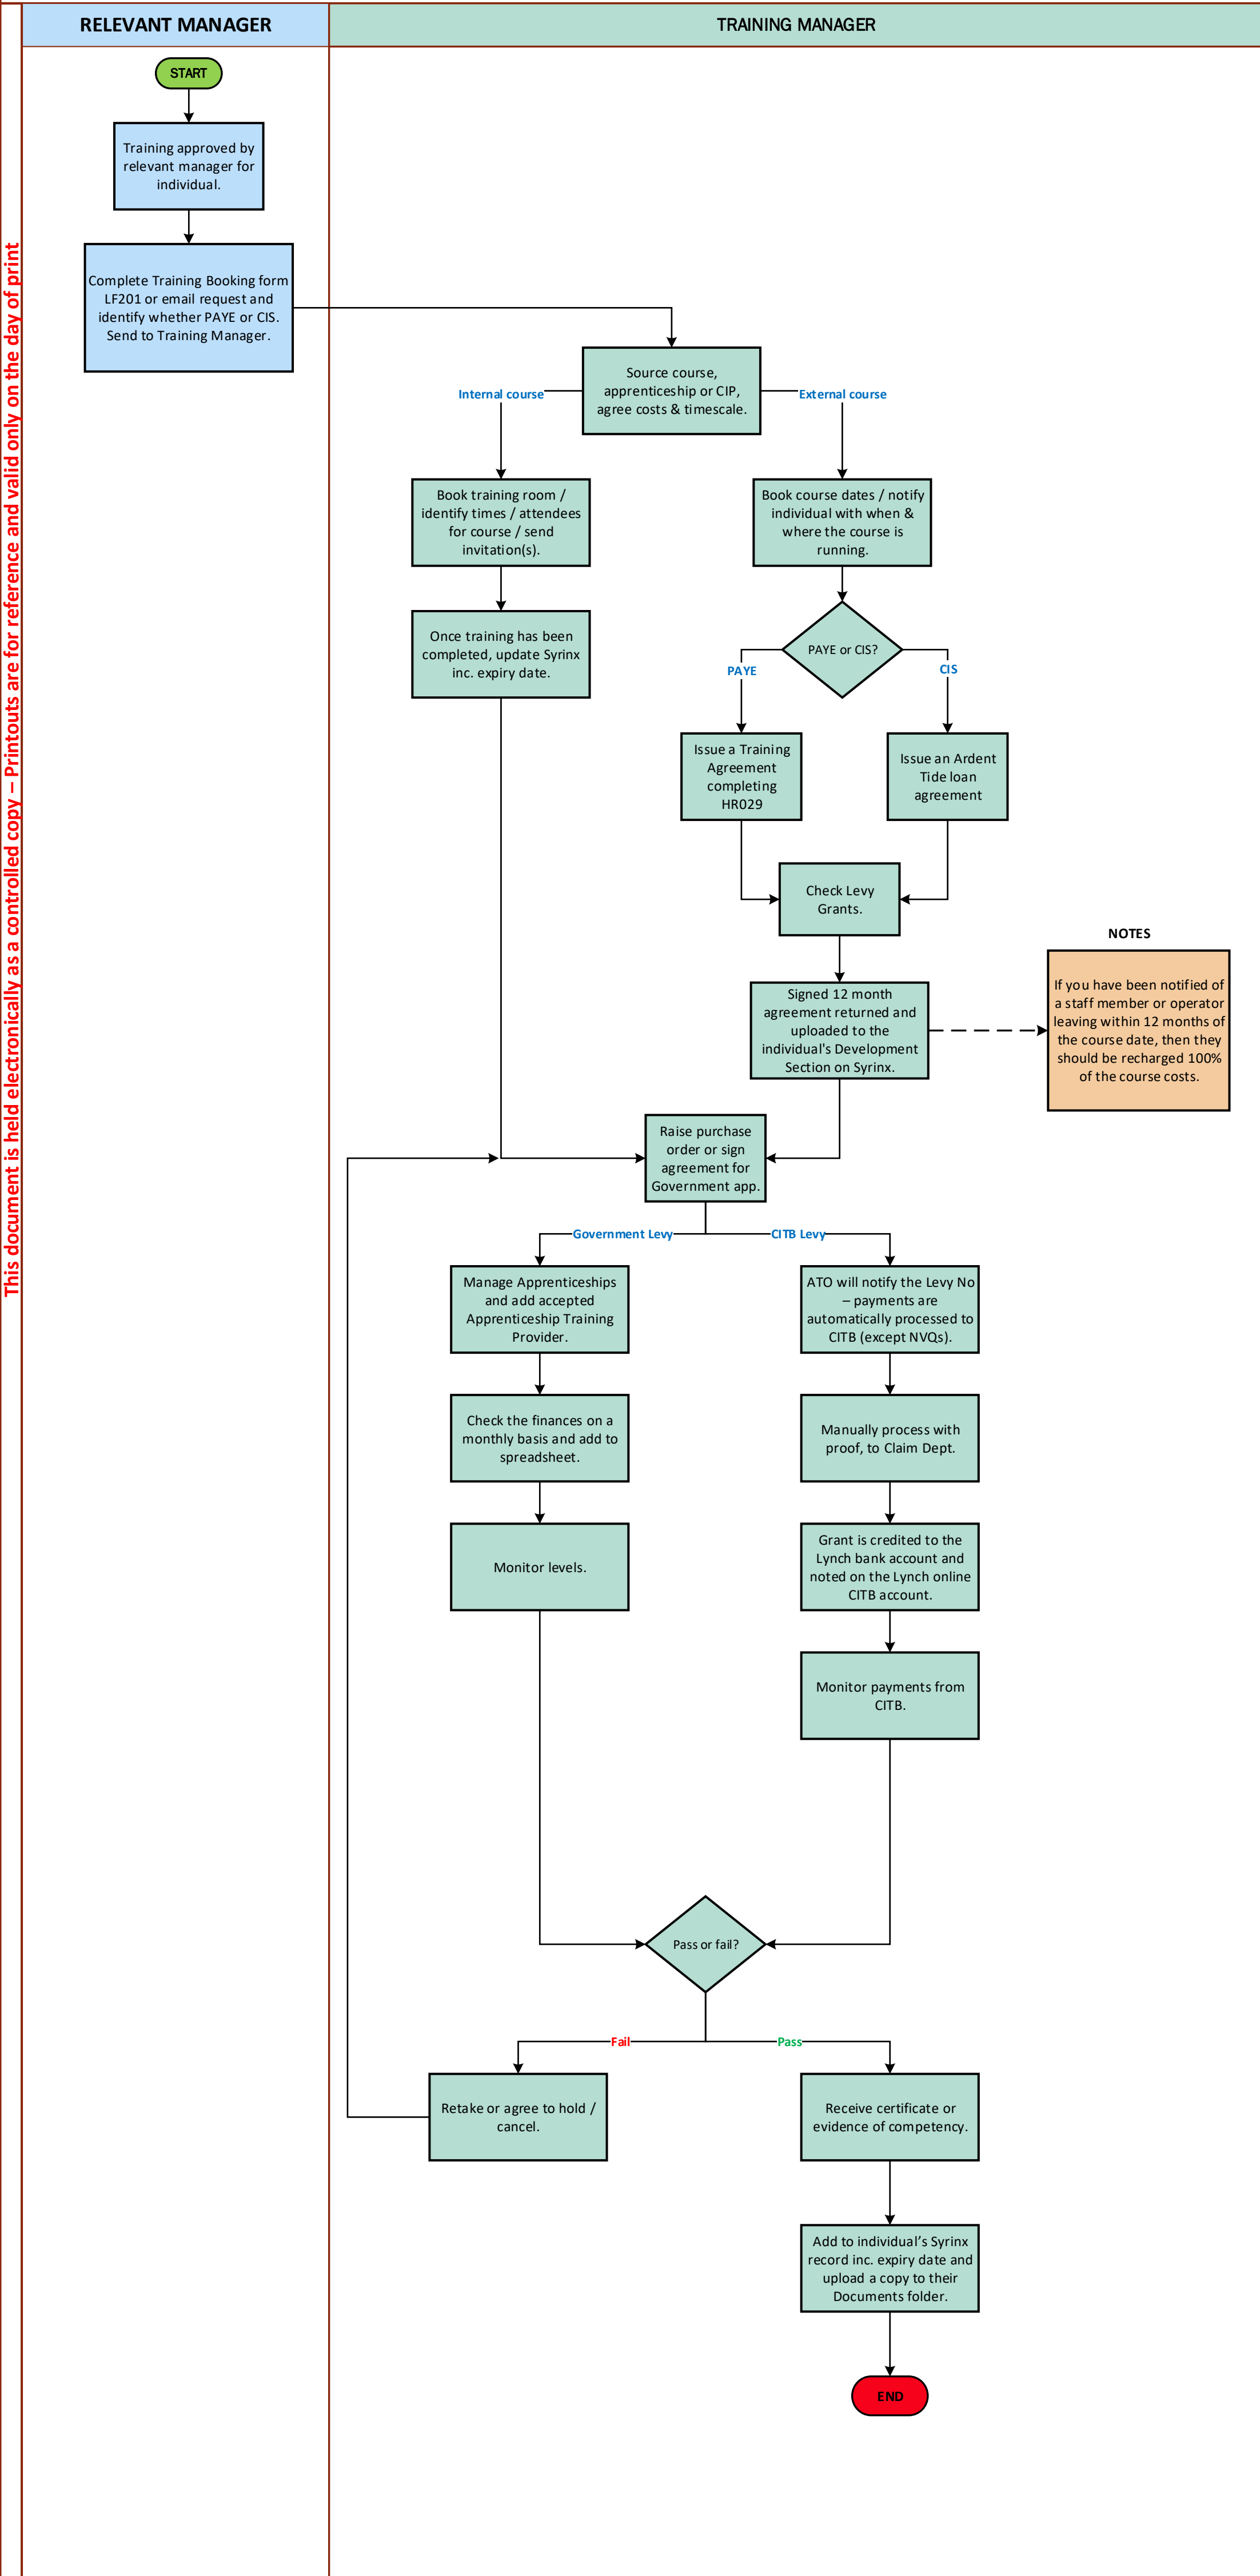 RELEVANT MANAGER
TRAINING MANAGER
This document is held electronically as a controlled copy – Printouts are for reference and valid only on the day of print
START
Training approved by
relevant manager for
individual.
Complete Training Booking form
LF201 or email request and
identify whether PAYE or CIS.
Send to Training Manager.
Source course,
apprenticeship or CIP,
agree costs & timescale.
Internal course
External course
Book training room /
identify times / attendees
for course / send
invitation(s).
Book course dates / notify
individual with when &
where the course is
running.
Once training has been
completed, update Syrinx
inc. expiry date.
PAYE or CIS?
PAYE
CIS
Issue a Training
Agreement
completing
HR029
Issue an Ardent
Tide loan
agreement
Check Levy
Grants.
NOTES
If you have been notified of
a staff member or operator
leaving within 12 months of
the course date, then they
should be recharged 100%
of the course costs.
Signed 12 month
agreement returned and
uploaded to the
individual's Development
Section on Syrinx.
Raise purchase
order or sign
agreement for
Government app.
Government Levy
CITB Levy
Manage Apprenticeships
and add accepted
Apprenticeship Training
Provider.
ATO will notify the Levy No
– payments are
automatically processed to
CITB (except NVQs).
Check the finances on a
monthly basis and add to
spreadsheet.
Manually process with
proof, to Claim Dept.
Monitor levels.
Grant is credited to the
Lynch bank account and
noted on the Lynch online
CITB account.
Monitor payments from
CITB.
Pass or fail?
Fail
Pass
Retake or agree to hold /
cancel.
Receive certificate or
evidence of competency.
Add to individual’s Syrinx
record inc. expiry date and
upload a copy to their
Documents folder.
END